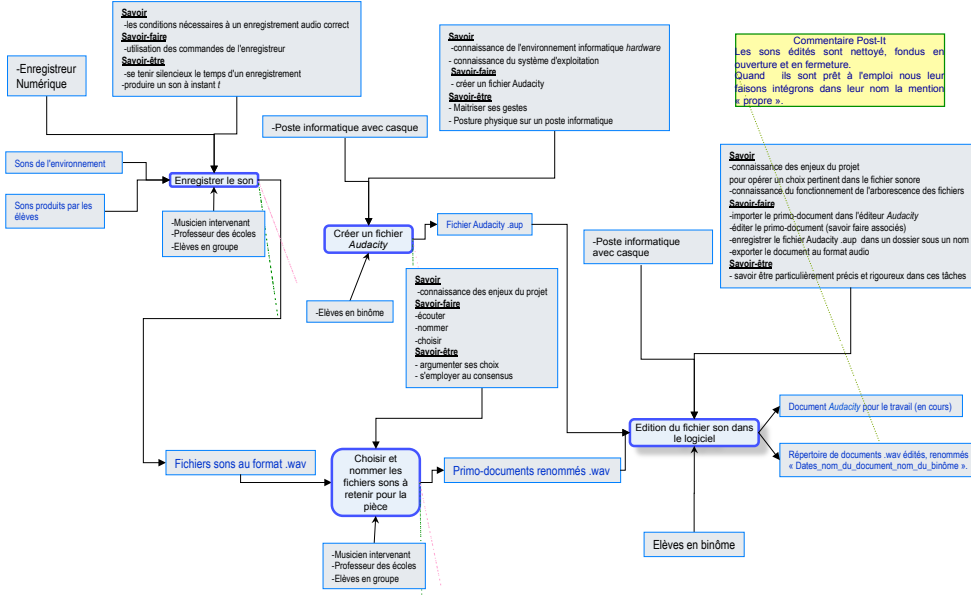 Savoir
-les conditions nécessaires à un enregistrement audio correct
Savoir-faire
-utilisation des commandes de l'enregistreur
Savoir-être
-se tenir silencieux le temps d'un enregistrement
-produire un son à instant t
-Enregistreur
Numérique
Savoir
-connaissance de l'environnement informatique hardware
- connaissance du système d'exploitation
Savoir-faire
- créer un fichier Audacity
Savoir-être
- Maitriser ses gestes
- Posture physique sur un poste informatique
Commentaire Post-It
Les sons édités sont nettoyé, fondus en
ouverture et en fermeture.
Quand ils sont prêt à l'emploi nous leur
faisons intégrons dans leur nom la mention
« propre ».
-Poste informatique avec casque
Sons de l'environnement
Sons produits par les
élèves
Enregistrer le son
-Musicien intervenant
-Professeur des écoles
-Elèves en groupe
Créer un fichier
Audacity
Fichier Audacity .aup
-Elèves en binôme
-Poste informatique
avec casque
Savoir
-connaissance des enjeux du projet
pour opérer un choix pertinent dans le fichier sonore
-connaissance du fonctionnement de l'arborescence des fichiers
Savoir-faire
-importer le primo-document dans l'éditeur Audacity
-éditer le primo-document (savoir faire associés)
-enregistrer le fichier Audacity .aup dans un dossier sous un nom
-exporter le document au format audio
Savoir-être
- savoir être particulièrement précis et rigoureux dans ces tâches
Savoir
-connaissance des enjeux du projet
Savoir-faire
-écouter
-nommer
-choisir
Savoir-être
- argumenter ses choix
- s'employer au consensus
Fichiers sons au format .wav
Choisir et
nommer les
fichiers sons à
retenir pour la
pièce
Primo-documents renommés .wav
-Musicien intervenant
-Professeur des écoles
-Elèves en groupe
Edition du fichier son dans
le logiciel
Document Audacity pour le travail (en cours)
Répertoire de documents .wav édités, renommés
« Dates_nom_du_document_nom_du_binôme ».
Elèves en binôme